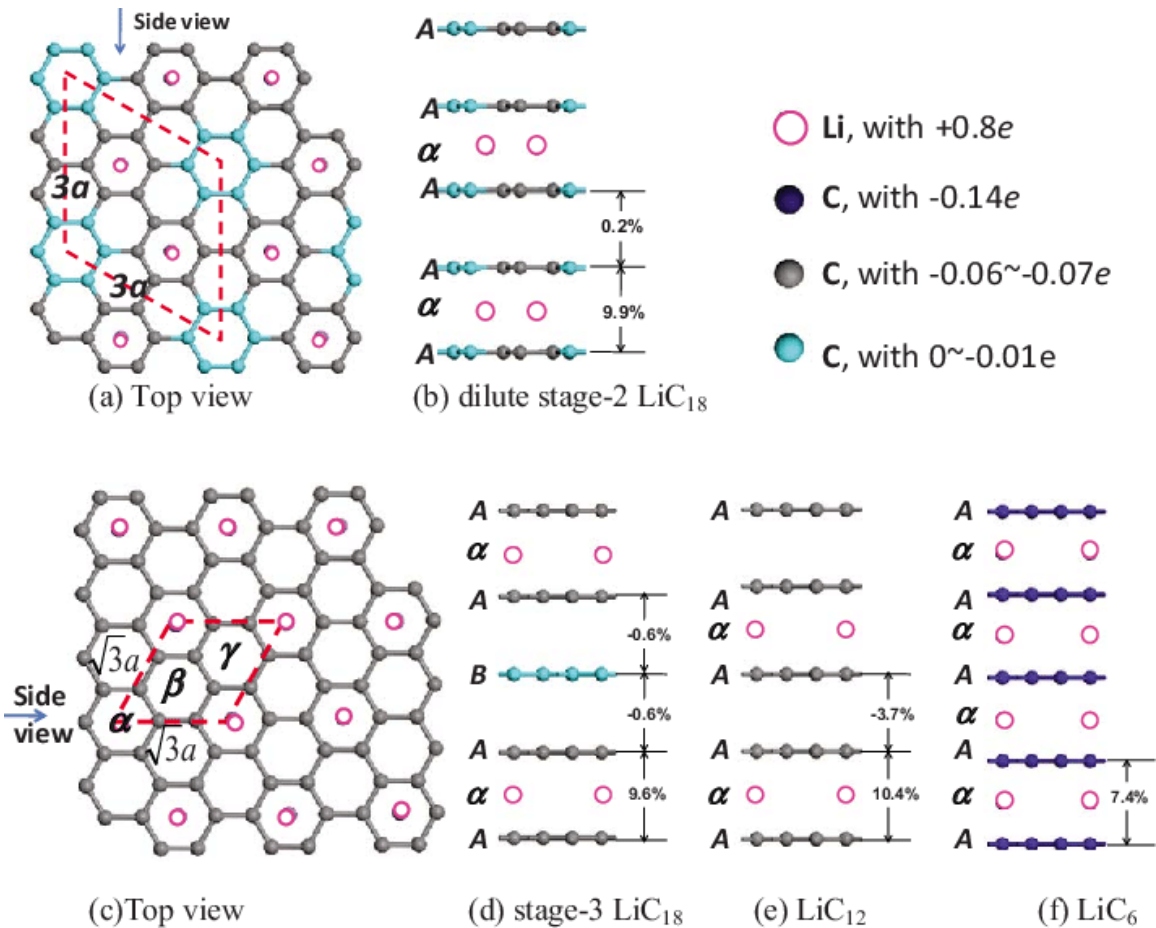 Side view
3a
3a
(a) Top view
A
A
α
A
A
α
A
0.2%
9.9%
(b) dilute stage-2 LiC₁₈
Li, with +0.8e
C, with -0.14e
C, with -0.06~-0.07e
C, with 0~-0.01e
√3a
γ
β
α
√3a
Side
view
(c)Top view
A
α
A
B
A
α
A
-0.6%
-0.6%
9.6%
(d) stage-3 LiC₁₈
A
A
α
A
A
α
A
-3.7%
10.4%
(e) LiC₁₂
A
α
A
α
A
α
A
α
A
7.4%
(f) LiC₆